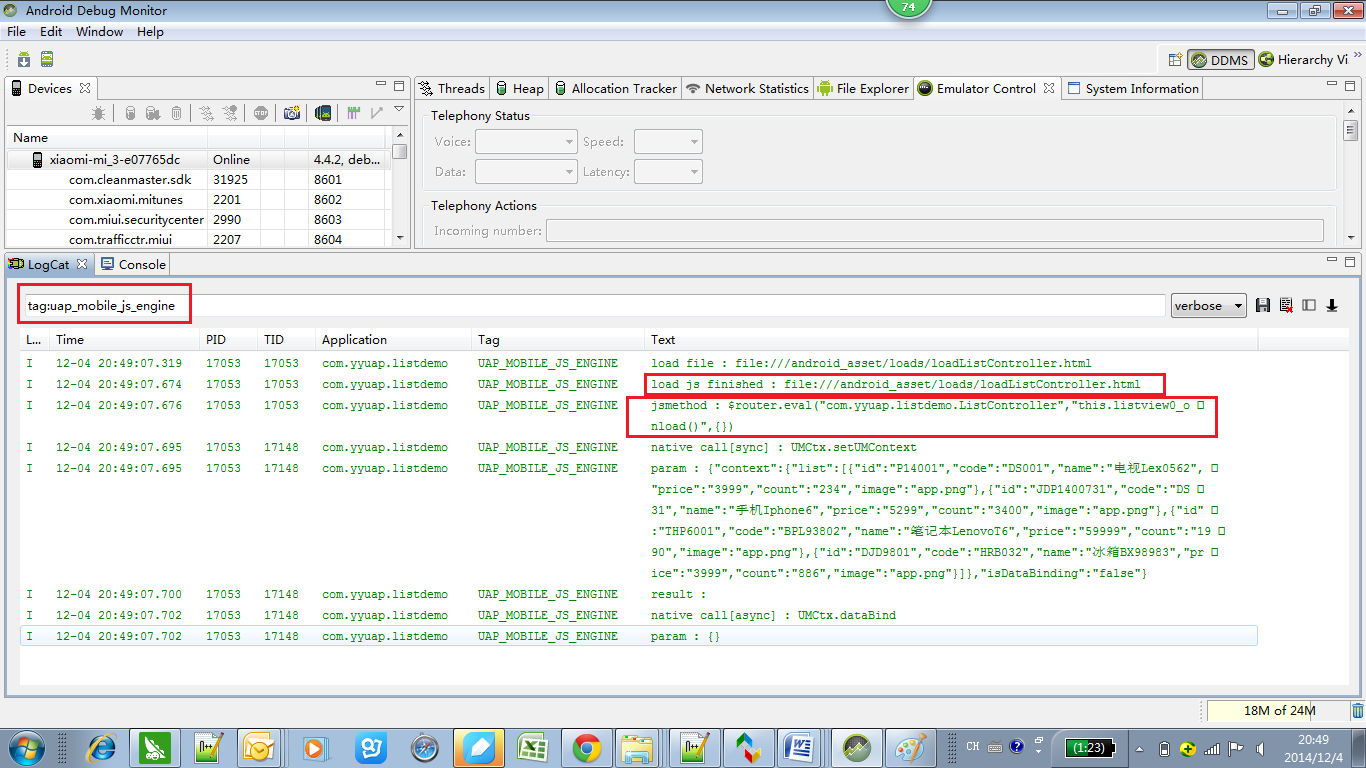 Android Debug Monitor
74
File Edit Window Help
DDMS Hierarchy Vi
Devices
Threads Heap Allocation Tracker Network Statistics File Explorer Emulator Control System Information
Name
xiaomi-mi_3-e07765dc Online 4.4.2, deb...
com.cleanmaster.sdk 31925 8601
com.xiaomi.mitunes 2201 8602
com.miui.securitycenter 2990 8603
com.trafficctr.miui 2207 8604
Telephony Status
Voice: Speed:
Data: Latency:
Telephony Actions
Incoming number:
LogCat Console
tag:uap_mobile_js_engine verbose
L... Time PID TID Application Tag Text
I 12-04 20:49:07.319 17053 17053 com.yyuap.listdemo UAP_MOBILE_JS_ENGINE load file : file:///android_asset/loads/loadListController.html
I 12-04 20:49:07.674 17053 17053 com.yyuap.listdemo UAP_MOBILE_JS_ENGINE load js finished : file:///android_asset/loads/loadListController.html
I 12-04 20:49:07.676 17053 17053 com.yyuap.listdemo UAP_MOBILE_JS_ENGINE jsmethod : $router.eval("com.yyuap.listdemo.ListController","this.listview0_o
nload()",{})
I 12-04 20:49:07.695 17053 17148 com.yyuap.listdemo UAP_MOBILE_JS_ENGINE native call[sync] : UMCtx.setUMContext
I 12-04 20:49:07.695 17053 17148 com.yyuap.listdemo UAP_MOBILE_JS_ENGINE param : {"context":{"list":[{"id":"P14001","code":"DS001","name":"电视Lex0562",
"price":"3999","count":"234","image":"app.png"},{"id":"JDP1400731","code":"DS
31","name":"手机Iphone6","price":"5299","count":"3400","image":"app.png"},{"id"
:"THP6001","code":"BPL93802","name":"笔记本LenovoT6","price":"59999","count":"19
90","image":"app.png"},{"id":"DJD9801","code":"HRB032","name":"冰箱BX98983","pr
ice":"3999","count":"886","image":"app.png"}]},"isDataBinding":"false"}
I 12-04 20:49:07.700 17053 17148 com.yyuap.listdemo UAP_MOBILE_JS_ENGINE result :
I 12-04 20:49:07.702 17053 17148 com.yyuap.listdemo UAP_MOBILE_JS_ENGINE native call[async] : UMCtx.dataBind
I 12-04 20:49:07.702 17053 17148 com.yyuap.listdemo UAP_MOBILE_JS_ENGINE param : {}
18M of 24M
CH (1:23) 20:49
2014/12/4